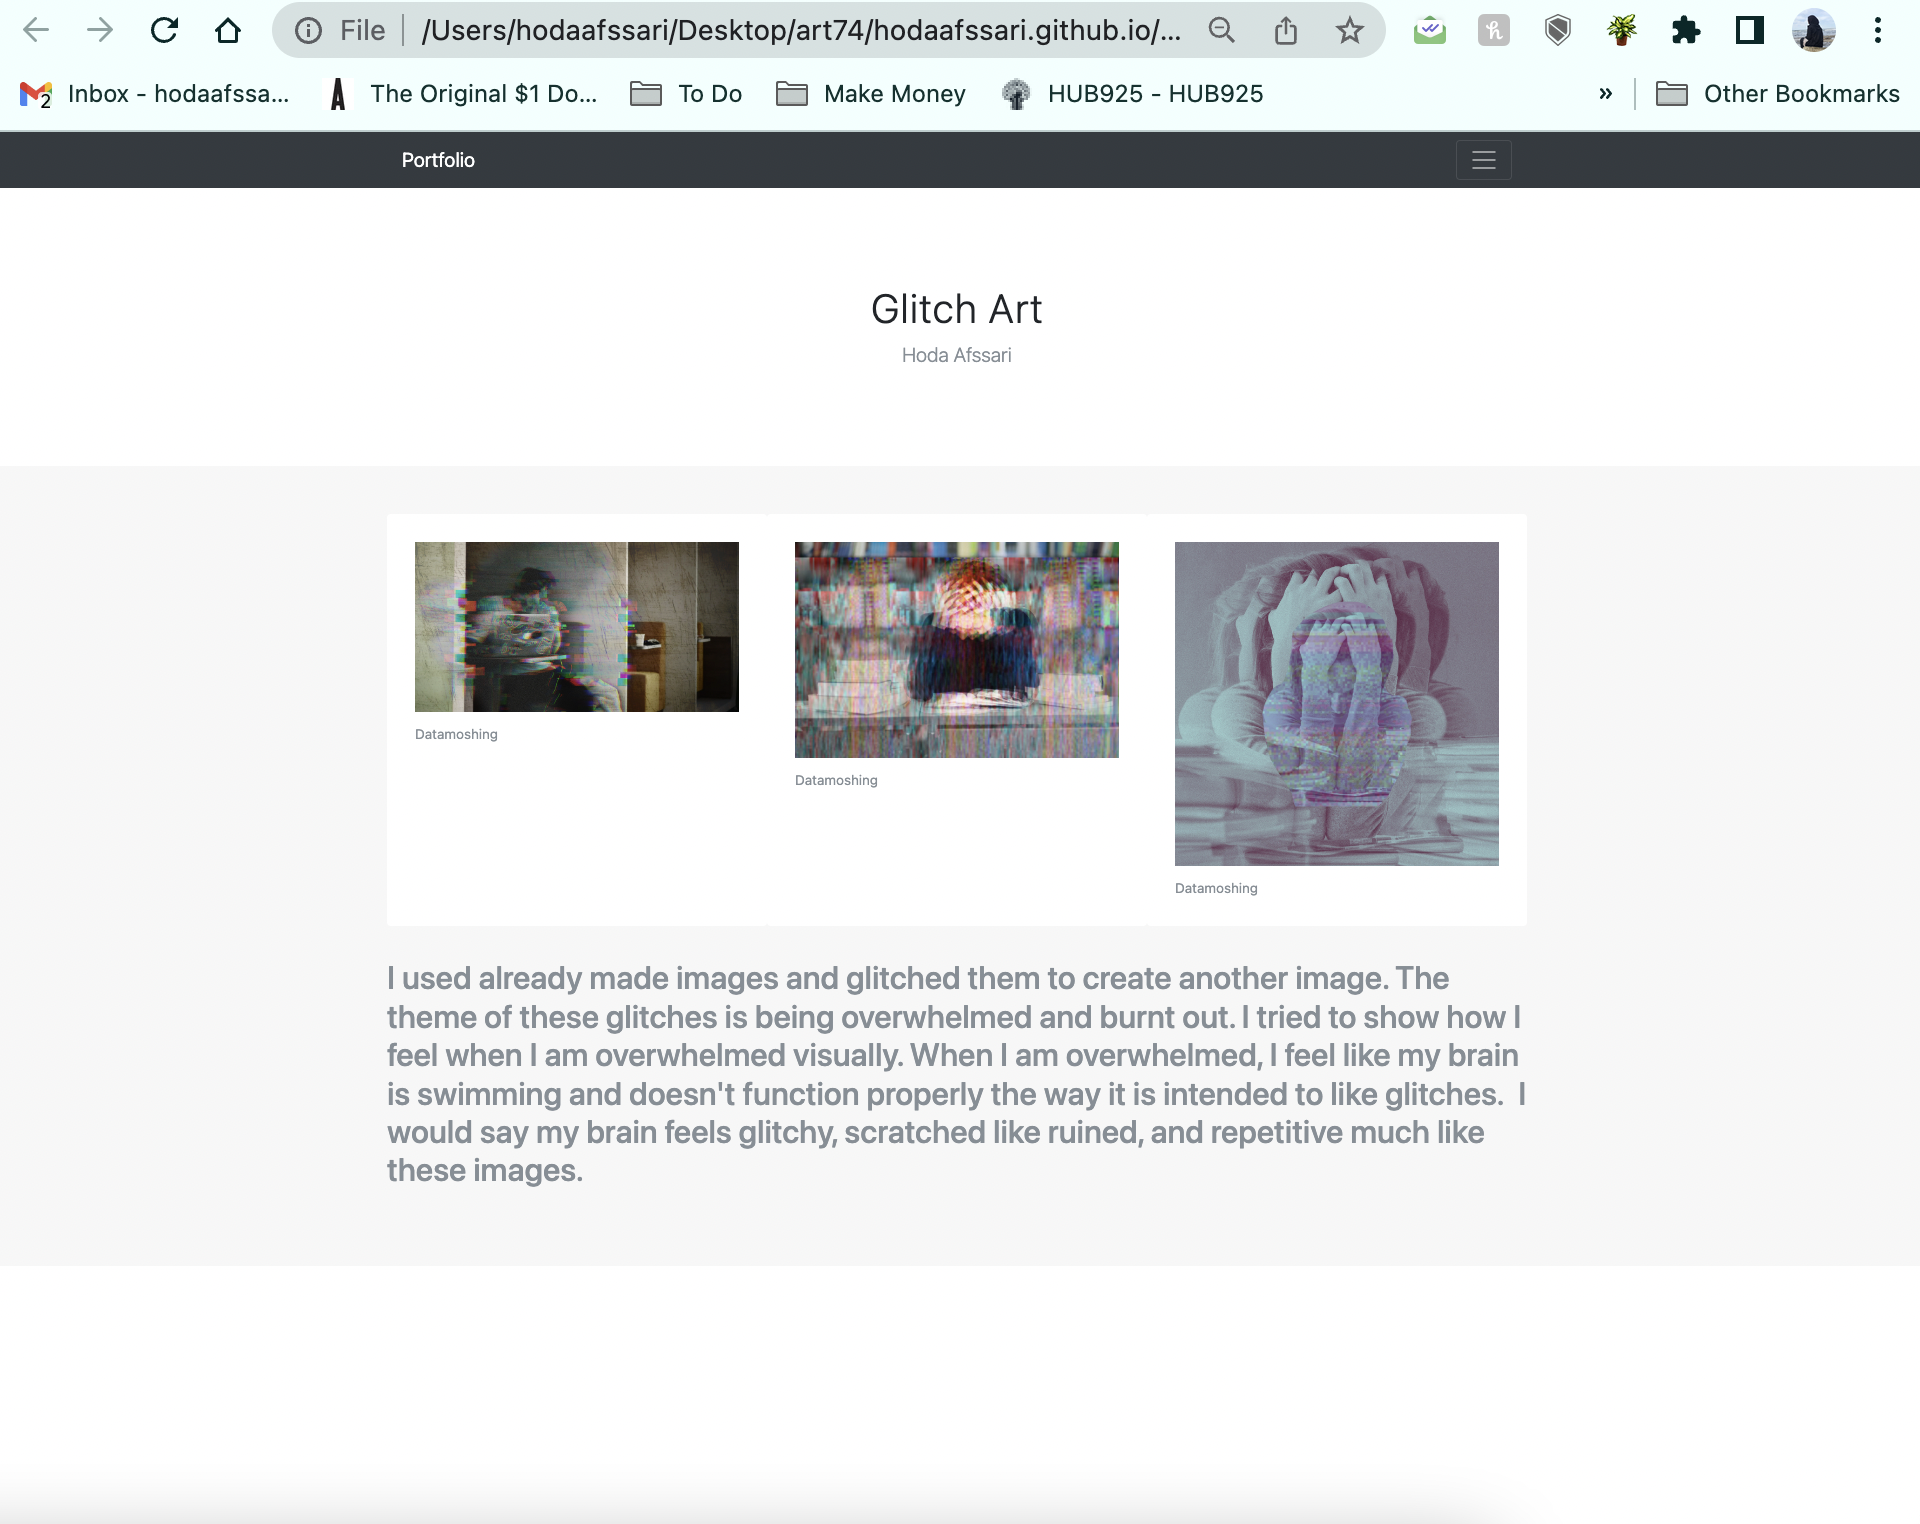 File /Users/hodaafssari/Desktop/art74/hodaafssari.github.io/...
2 Inbox - hodaafssa... A The Original $1 Do... To Do Make Money HUB925 - HUB925 » Other Bookmarks
Portfolio
Glitch Art
Hoda Afssari
Datamoshing
Datamoshing
Datamoshing
I used already made images and glitched them to create another image. The
theme of these glitches is being overwhelmed and burnt out. I tried to show how I
feel when I am overwhelmed visually. When I am overwhelmed, I feel like my brain
is swimming and doesn't function properly the way it is intended to like glitches.  I
would say my brain feels glitchy, scratched like ruined, and repetitive much like
these images.